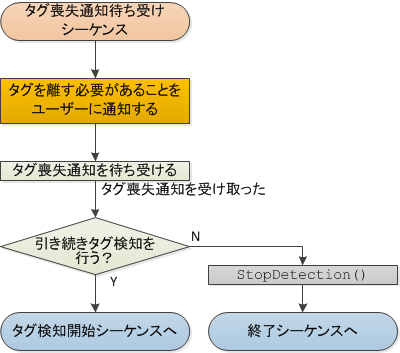 タグ喪失通知待ち受け
シーケンス
タグを離す必要があることを
ユーザーに通知する
タグ喪失通知を待ち受ける
タグ喪失通知を受け取った
引き続きタグ検知を
行う？
N
Y
StopDetection()
タグ検知開始シーケンスへ
終了シーケンスへ